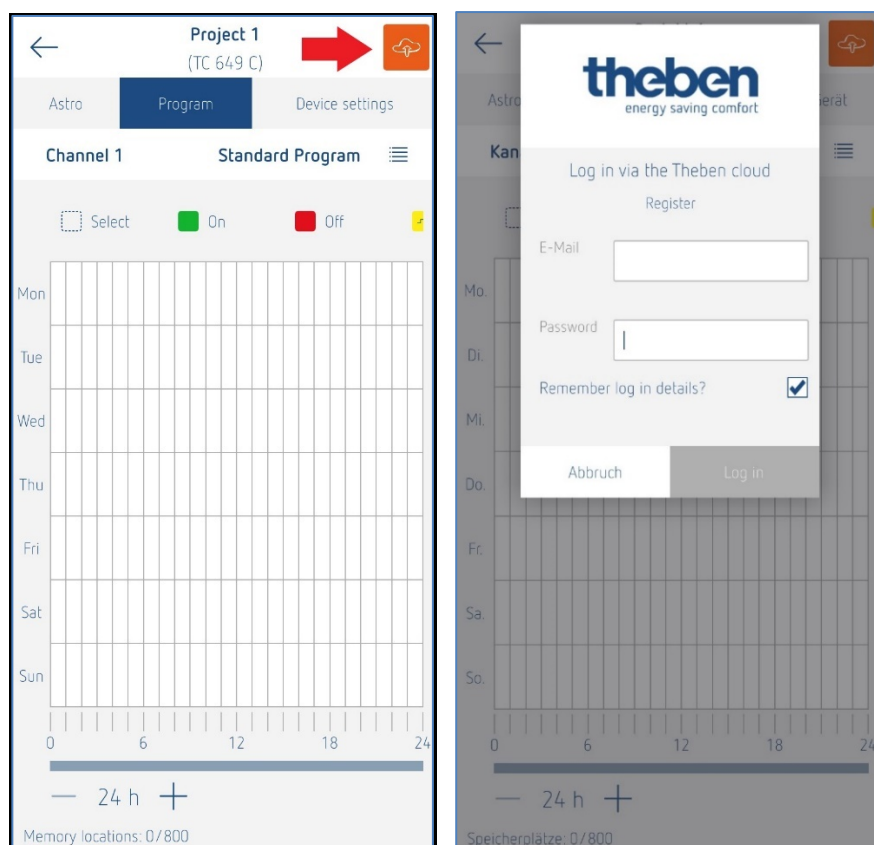 Project 1
(TC 649 C)
Astro Program Device settings
Channel 1 Standard Program
Select On Off
Mon
Tue
Wed
Thu
Fri
Sat
Sun
0 6 12 18 24
24 h
Memory locations: 0/800
theben
energy saving comfort
Log in via the Theben cloud
Register
E-Mail
Password
Remember log in details?
Abbruch Log in
Astro erät
Kan
Mo.
Di.
Mi.
Do.
Fr.
Sa.
So.
0 6 12 18 24
24 h
Speicherplätze: 0/800